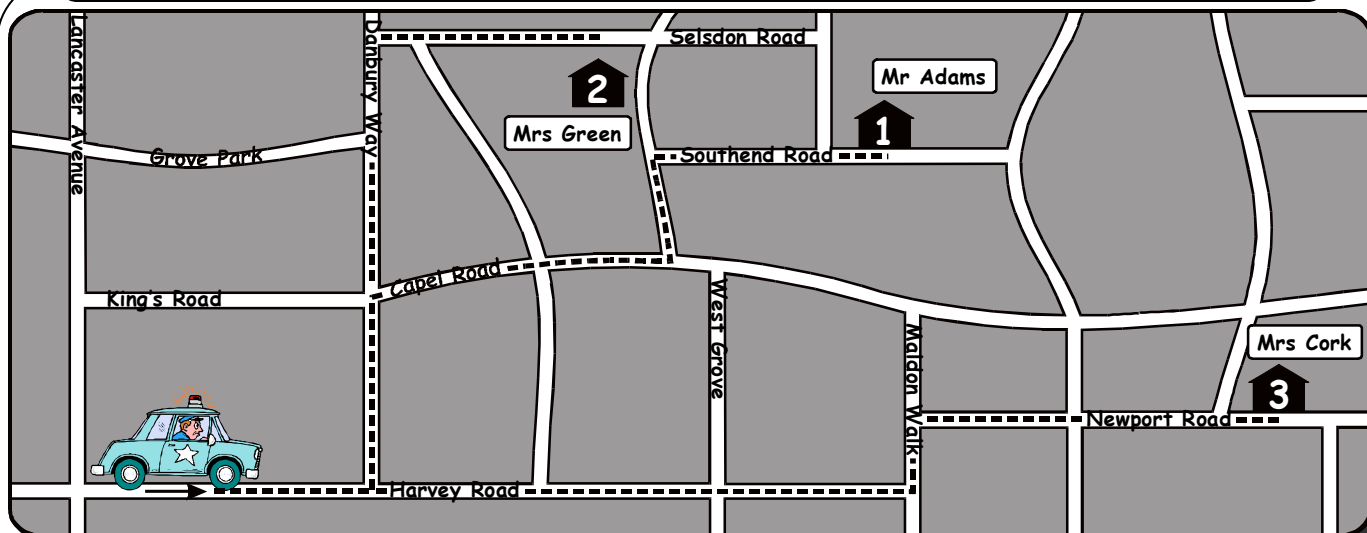 Lancaster Avenue
Danbury Way
Selsdon Road
Mr Adams
2
1
Mrs Green
Grove Park
Southend Road
Capel Road
King's Road
West Grove
Maldon Walk
Mrs Cork
3
Newport Road
Harvey Road